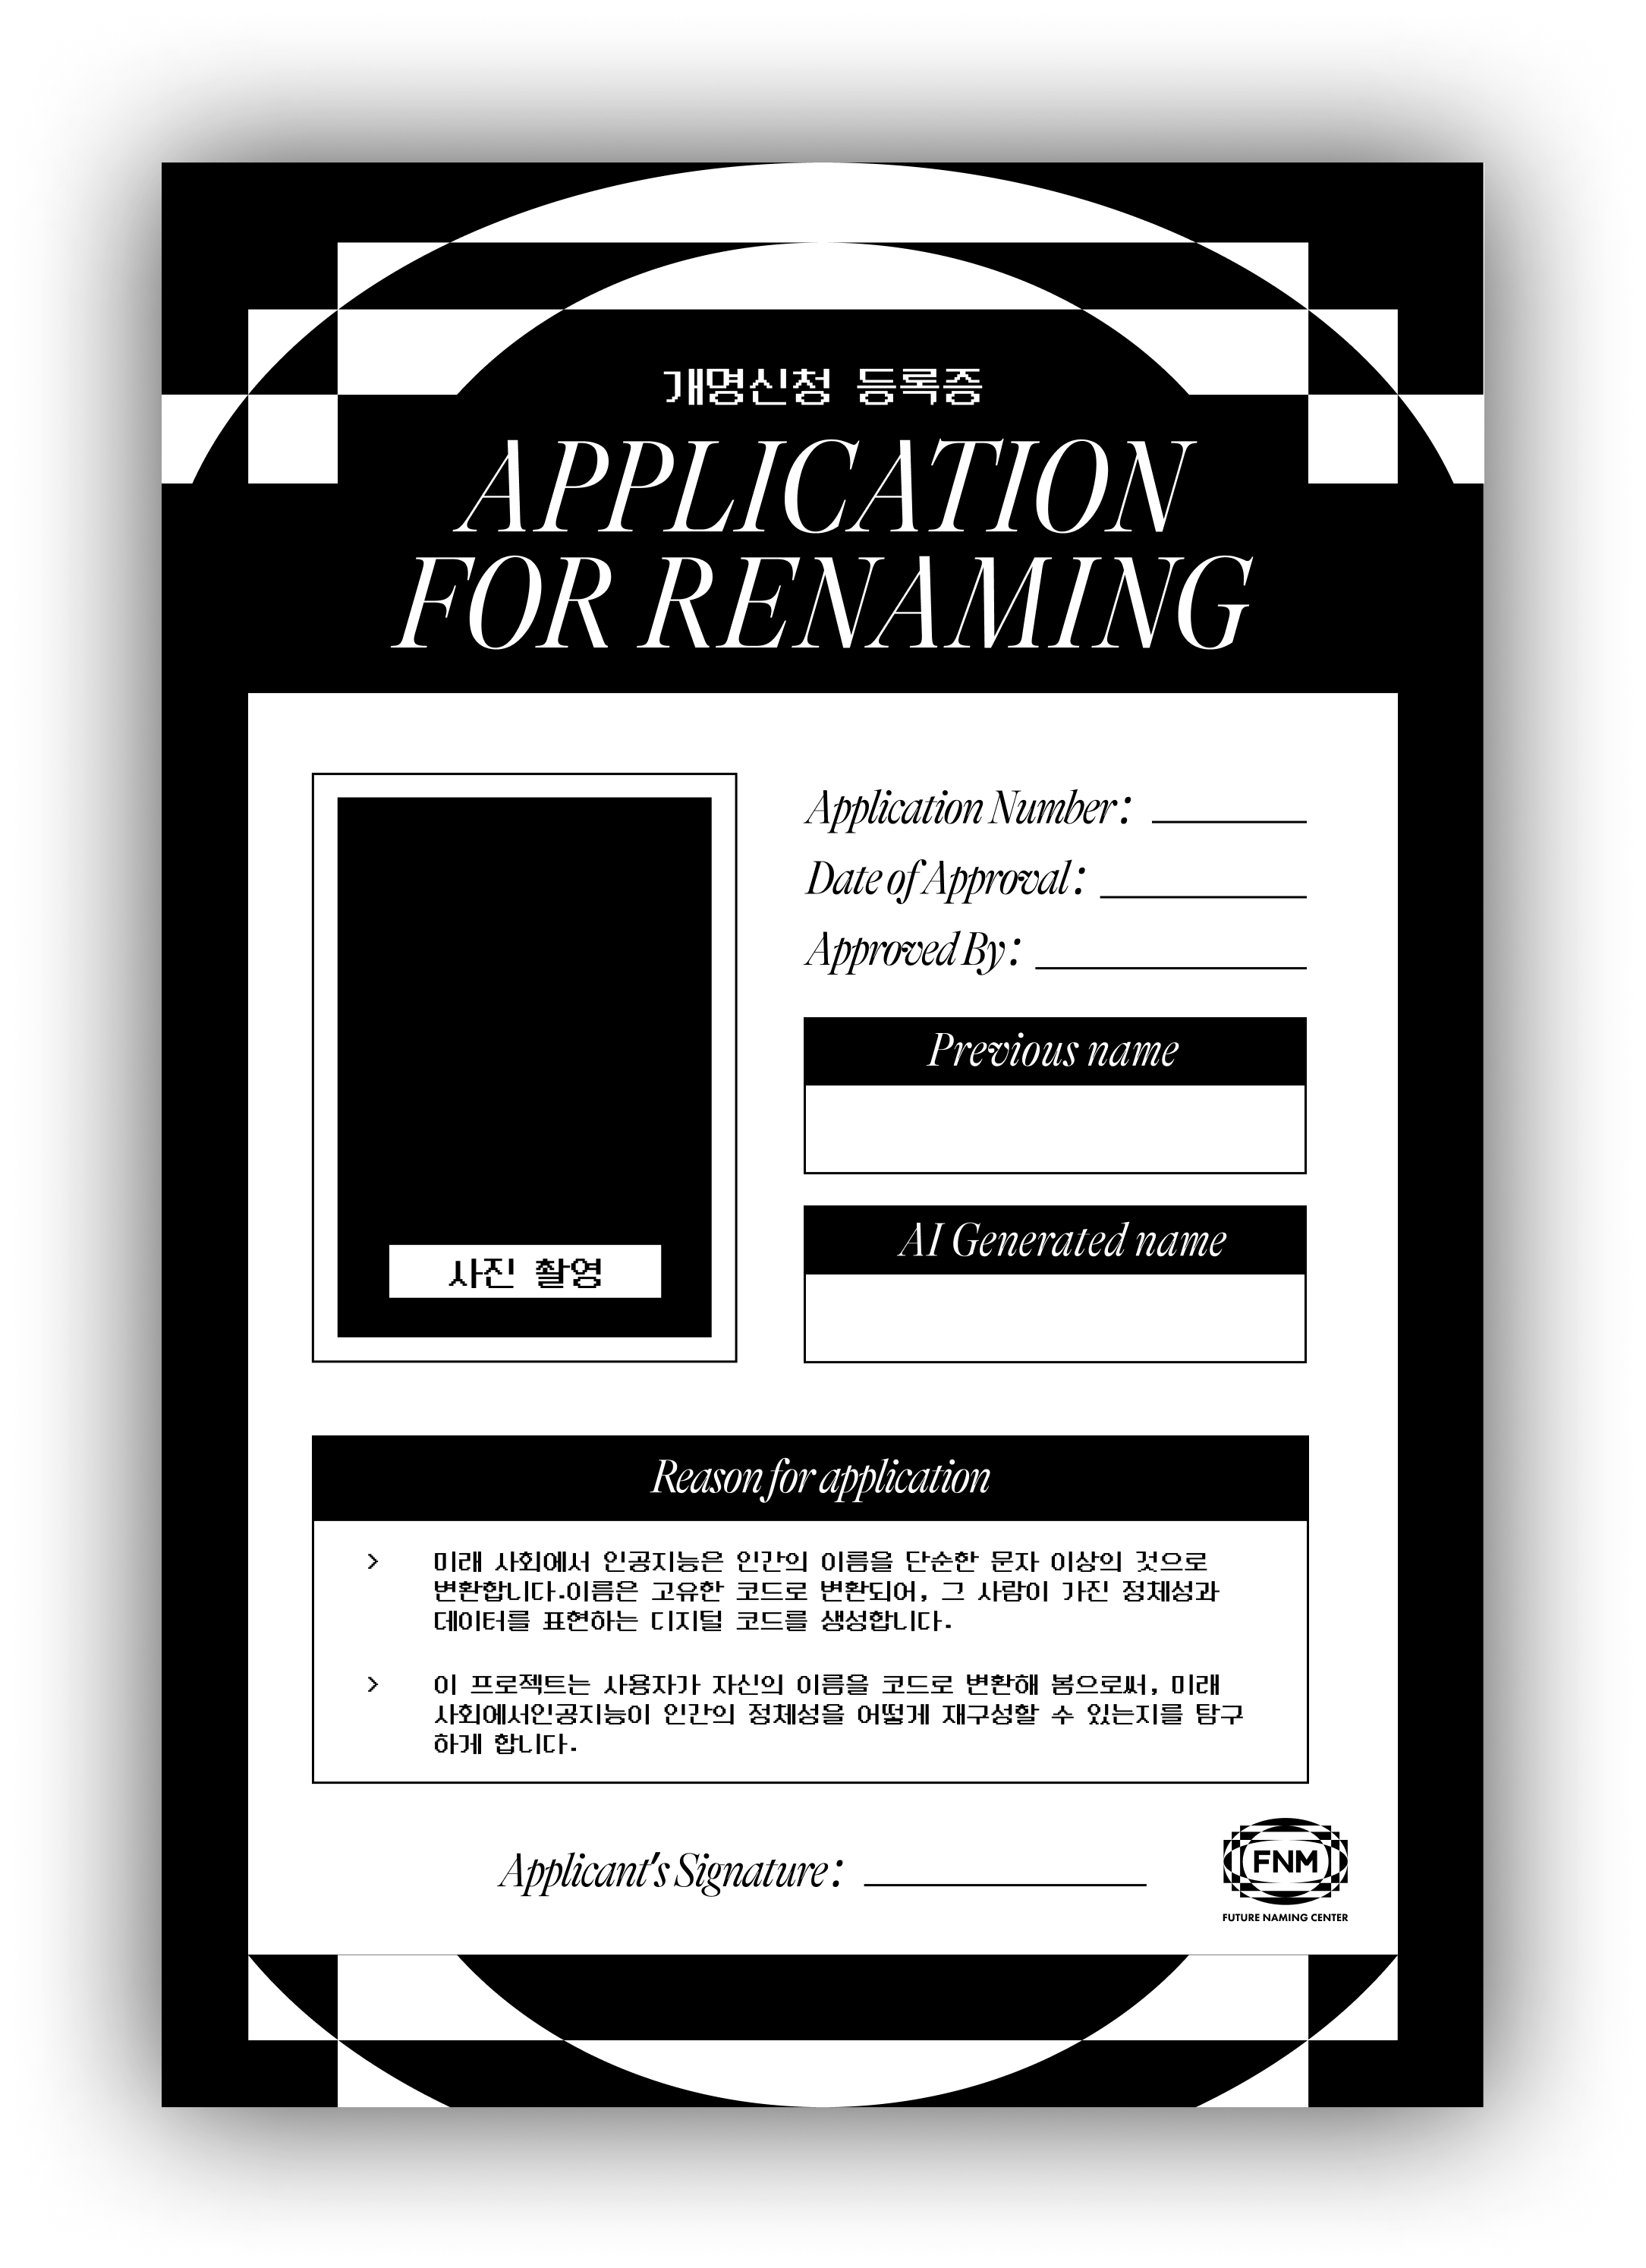 개명신청 등록증
APPLICATION
FOR RENAMING
Application Number:
Date of Approval:
Approved By:
Previous name
AI Generated name
사진 촬영
Reason for application
> 미래 사회에서 인공지능은 인간의 이름을 단순한 문자 이상의 것으로
변환합니다.이름은 고유한 코드로 변환되어, 그 사람이 가진 정체성과
데이터를 표현하는 디지털 코드를 생성합니다.
> 이 프로젝트는 사용자가 자신의 이름을 코드로 변환해 봄으로써, 미래
사회에서인공지능이 인간의 정체성을 어떻게 재구성할 수 있는지를 탐구
하게 합니다.
Applicant's Signature:
FNM
FUTURE NAMING CENTER